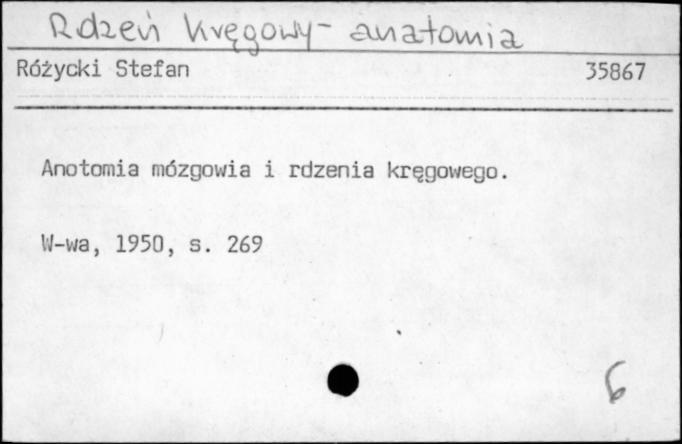 Rdzeń kręgowy - anatomia
Różycki Stefan 35867
Anotomia mózgowia i rdzenia kręgowego.
W-wa, 1950, s. 269
6